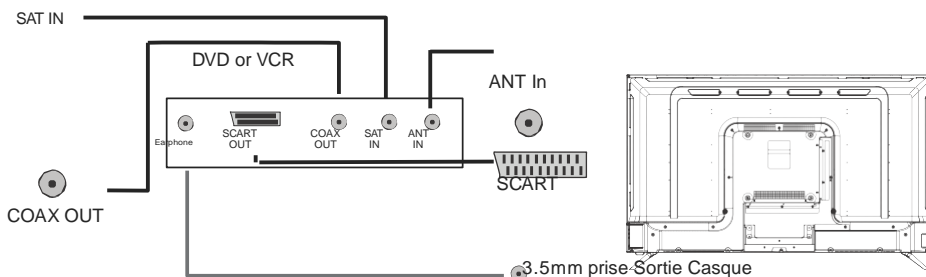 SAT IN
DVD or VCR
ANT In
Earphone
SCART OUT
COAX OUT
SAT IN
ANT IN
SCART
COAX OUT
3.5mm prise Sortie Casque